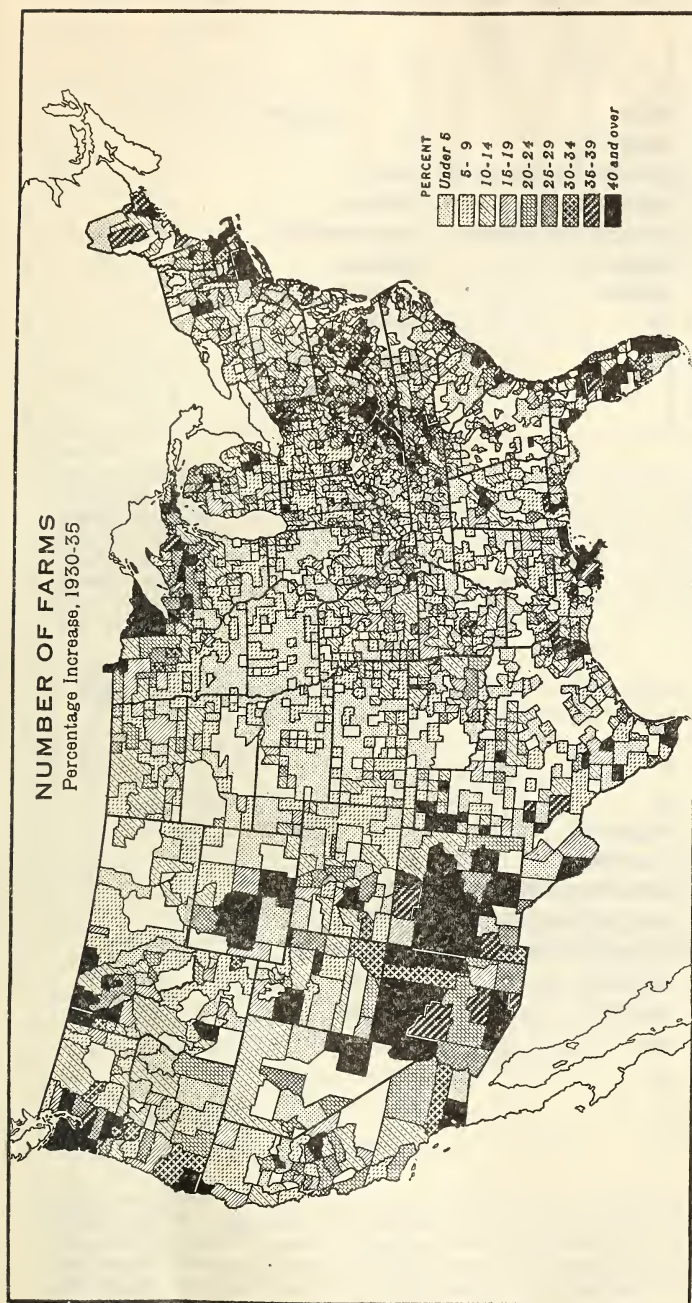 NUMBER OF FARMS
Percentage Increase, 1930-35
PERCENT
Under 5
5- 9
10-14
15-19
20-24
25-29
30-34
35-39
40 and over